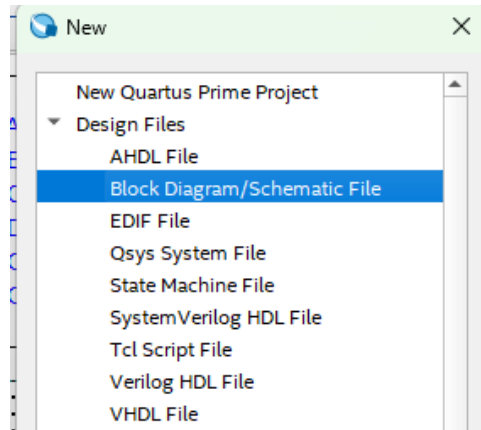 New
New Quartus Prime Project
Design Files
AHDL File
Block Diagram/Schematic File
EDIF File
Qsys System File
State Machine File
SystemVerilog HDL File
Tcl Script File
Verilog HDL File
VHDL File